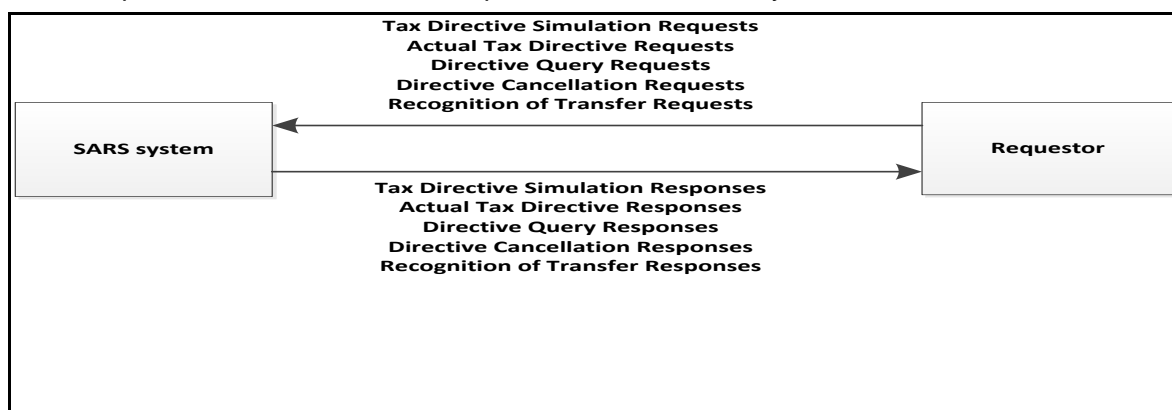 Tax Directive Simulation Requests
Actual Tax Directive Requests
Directive Query Requests
Directive Cancellation Requests
Recognition of Transfer Requests
SARS system
Requestor
Tax Directive Simulation Responses
Actual Tax Directive Responses
Directive Query Responses
Directive Cancellation Responses
Recognition of Transfer Responses